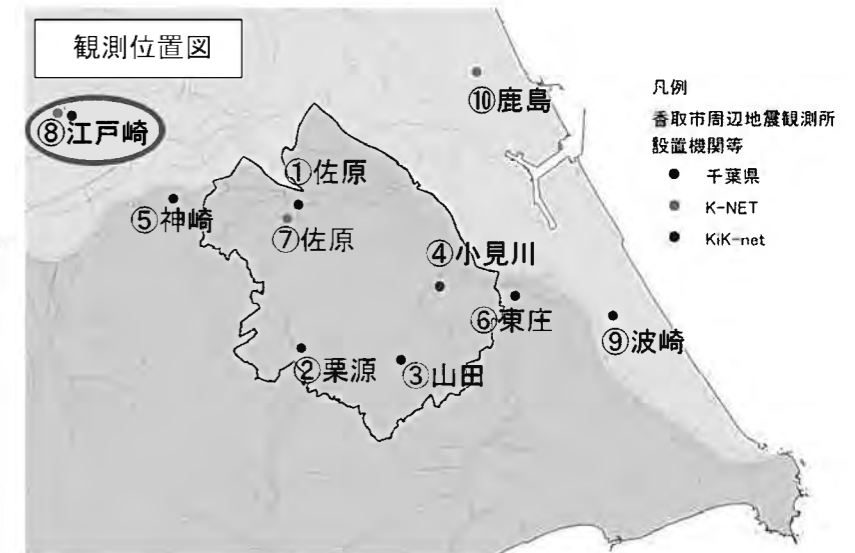 観測位置図
⑩鹿島
⑧江戸崎
①佐原
⑤神崎
⑦佐原
④小見川
⑥東庄
⑨波崎
②栗源
③山田
凡例
香取市周辺地震観測所
設置機関等
千葉県
K-NET
KiK-net